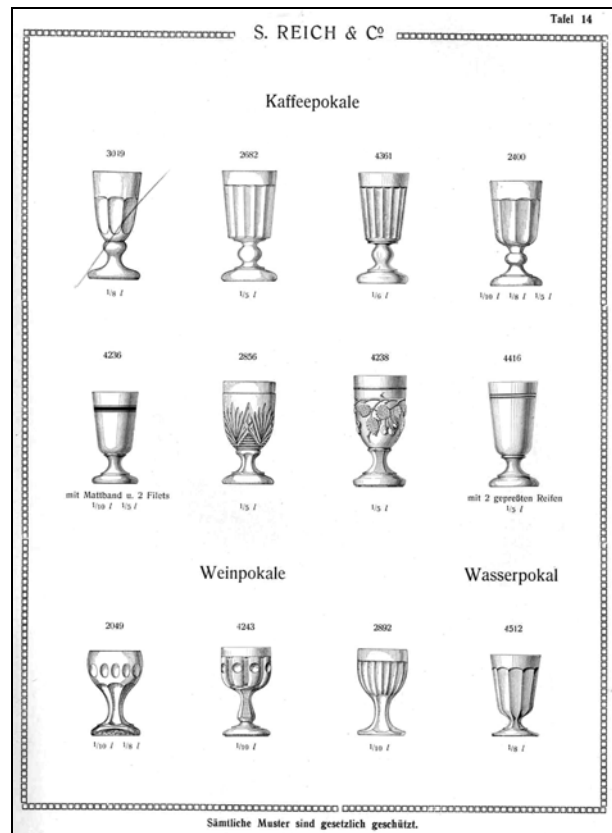 Tafel 14
S. REICH & Cº
Kaffeepokale
3049 2682 4361 2400
1/8 l 1/5 l 1/6 l 1/10 l 1/8 l 1/5 l
4236 2856 4238 4416
mit Mattband u. 2 Filets mit 2 gepreßten Reifen
1/10 l 1/5 l 1/5 l 1/5 l 1/5 l
Weinpokale Wasserpokal
2049 4243 2892 4512
1/10 l 1/8 l 1/10 l 1/10 l 1/8 l
Sämtliche Muster sind gesetzlich geschützt.